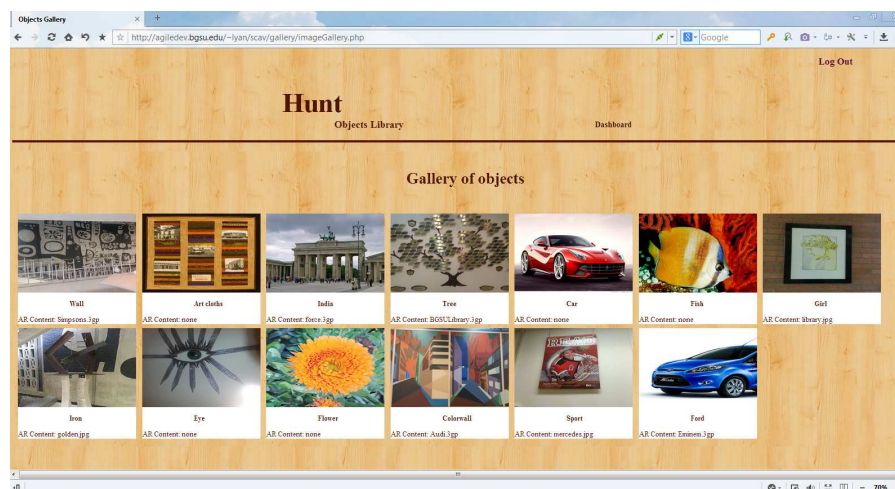 Objects Gallery
http://agiledev.bgsu.edu/~lyan/scav/gallery/imageGallery.php
Google
Log Out
Hunt
Objects Library
Dashboard
Gallery of objects
Wall
Art cloths
India
Tree
Car
Fish
Girl
AR Content: Simpsons.3gp
AR Content: none
AR Content: force.3gp
AR Content: BGSULibrary.3gp
AR Content: none
AR Content: none
AR Content: library.jpg
Iron
Eye
Flower
Colorwall
Sport
Ford
AR Content: golden.jpg
AR Content: none
AR Content: none
AR Content: Audi.3gp
AR Content: mercedes.jpg
AR Content: Eminem.3gp
70%